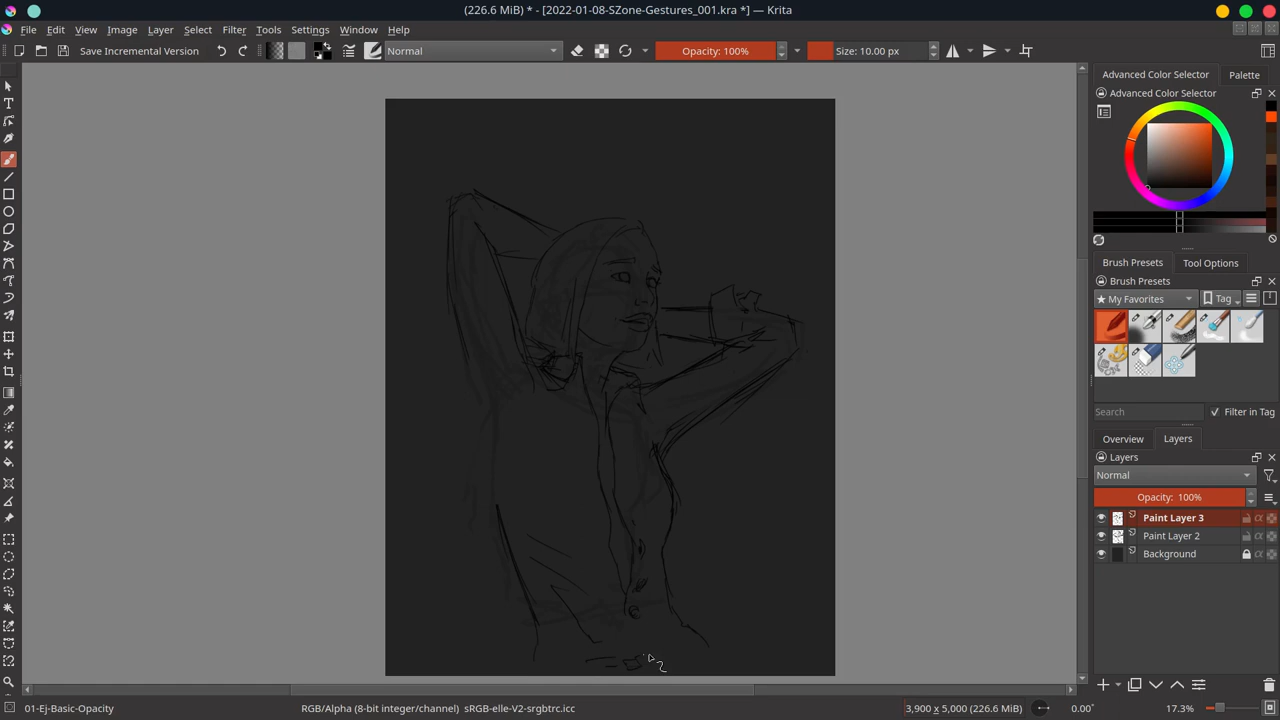 (226.6 MiB) * - [2022-01-08-SZone-Gestures_001.kra *] — Krita
File Edit View Image Layer Select Filter Tools Settings Window Help
Save Incremental Version Normal Opacity: 100% Size: 10.00 px
Advanced Color Selector Palette
Advanced Color Selector
Brush Presets Tool Options
Brush Presets
★ My Favorites Tag
Search Filter in Tag
Overview Layers
Layers
Normal
Opacity: 100%
Paint Layer 3
Paint Layer 2
Background
01-Ej-Basic-Opacity RGB/Alpha (8-bit integer/channel) sRGB-elle-V2-srgbtrc.icc 3,900 x 5,000 (226.6 MiB) 0.00° 17.3%